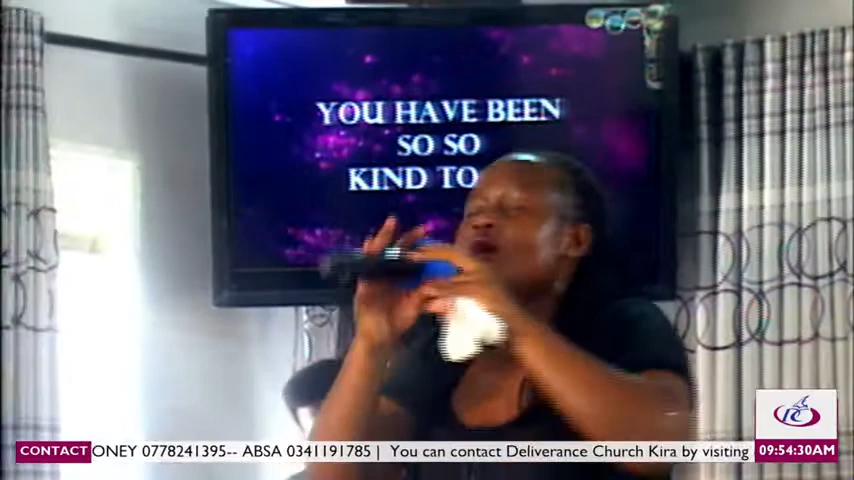 YOU HAVE BEEN
SO SO
KIND TO
CONTACT ONEY 0778241395-- ABSA 0341191785 | You can contact Deliverance Church Kira by visiting
09:54:30AM